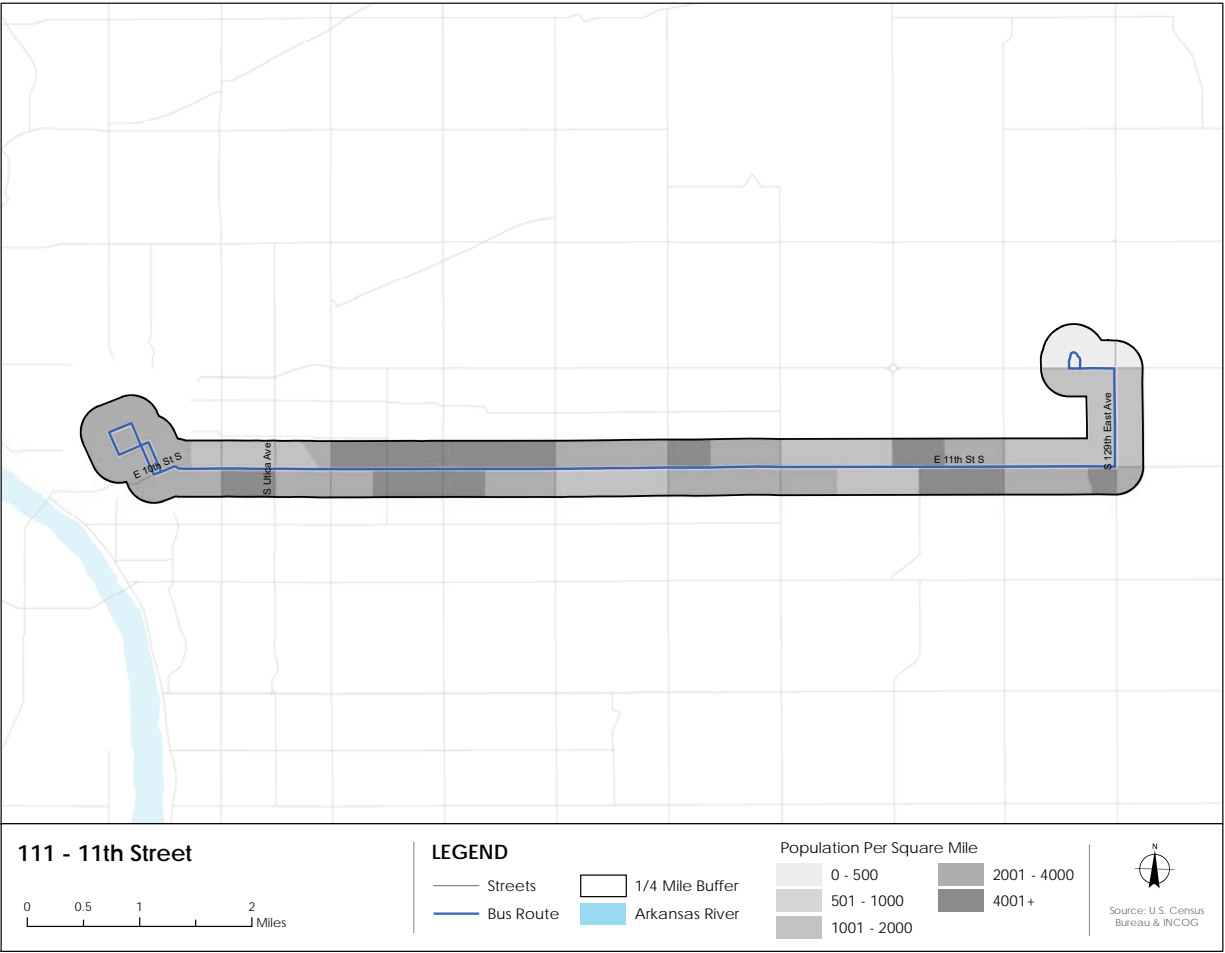 E 10th St S
S Utica Ave
E 11th St S
S 129th East Ave
111 - 11th Street
0 0.5 1 2
Miles
LEGEND
Streets
Bus Route
1/4 Mile Buffer
Arkansas River
Population Per Square Mile
0 - 500
501 - 1000
1001 - 2000
2001 - 4000
4001+
N
Source: U.S. Census
Bureau & INCOG